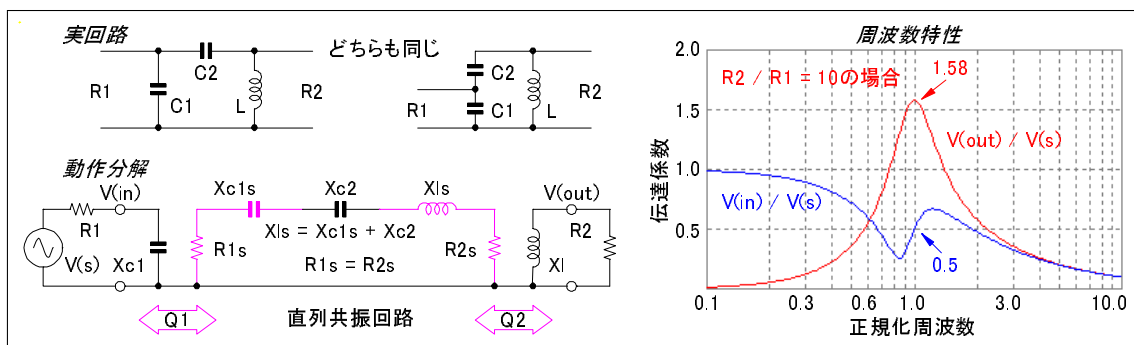 実回路
どちらも同じ
R1
C1
C2
L
R2
R1
C2
C1
L
R2
動作分解
V(in)
R1
V(s)
Xc1
Xc1s
Xc2
Xls
Xls = Xc1s + Xc2
R1s = R2s
R1s
R2s
V(out)
R2
Xl
Q1
直列共振回路
Q2
周波数特性
伝達係数
2.0
1.5
1.0
0.5
R2 / R1 = 10の場合
1.58
V(out) / V(s)
V(in) / V(s)
0.5
0.1
0.3
0.6
1.0
3.0
10.0
正規化周波数